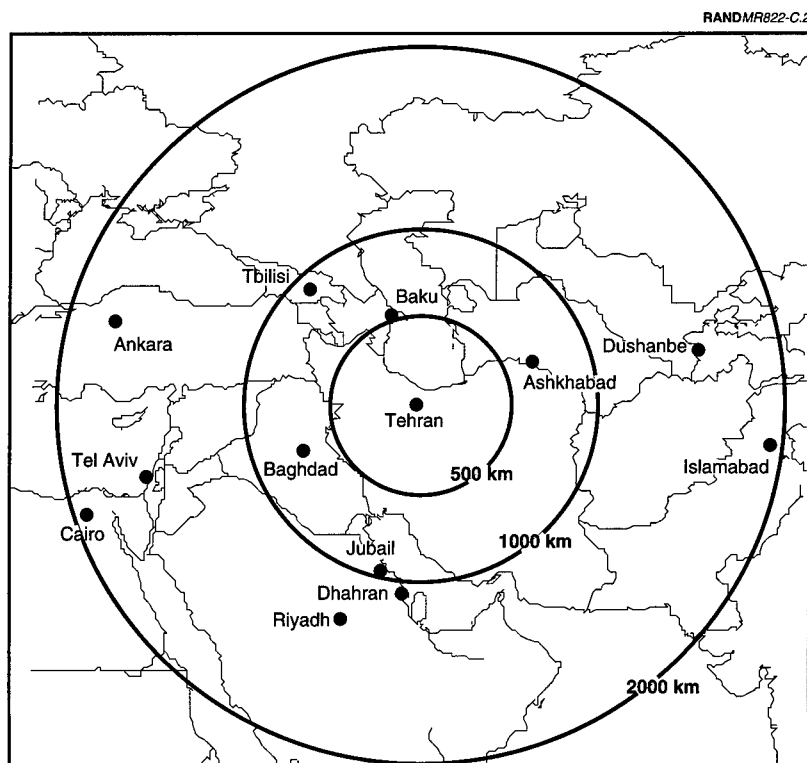 RANDMR822-C.2
Tbilisi
Baku
Ankara
Dushanbe
Ashkhabad
Tehran
Tel Aviv
Baghdad
500 km
Islamabad
Cairo
1000 km
Jubail
Dhahran
Riyadh
2000 km